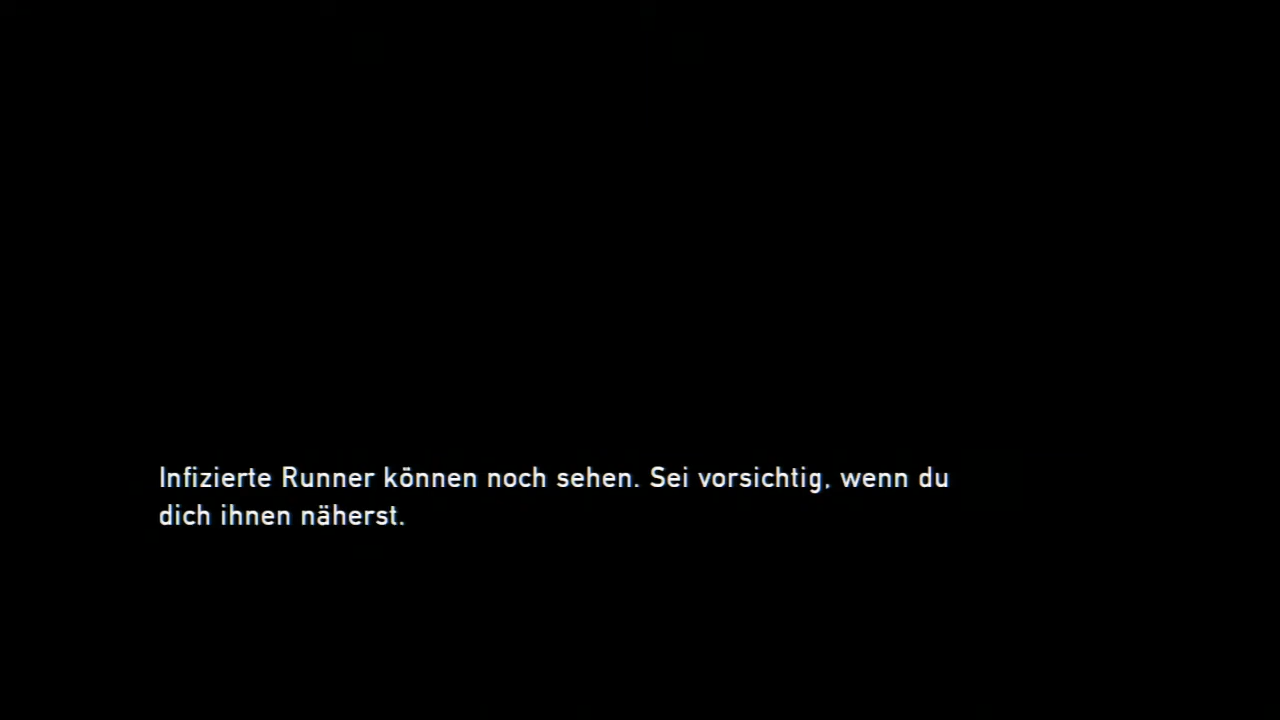 Infizierte Runner können noch sehen. Sei vorsichtig, wenn du
dich ihnen näherst.